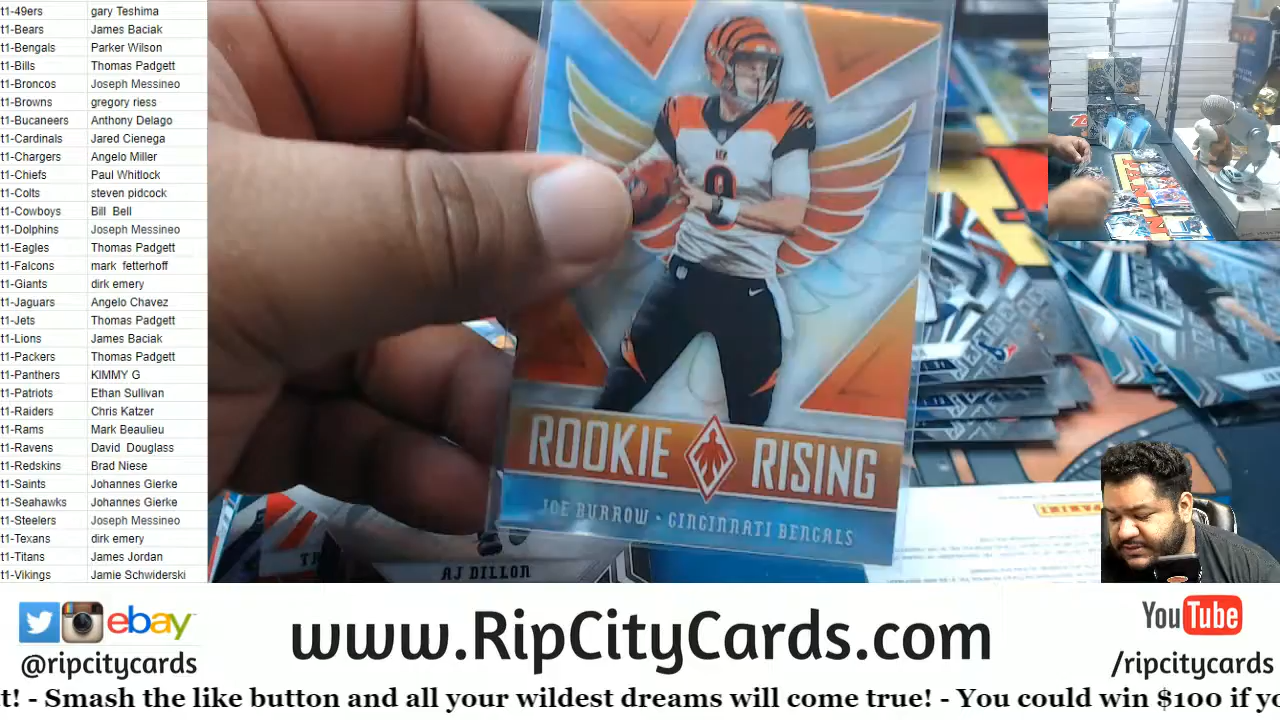 t1-49ers gary Teshima
t1-Bears James Baciak
t1-Bengals Parker Wilson
t1-Bills Thomas Padgett
t1-Broncos Joseph Messineo
t1-Browns gregory riess
t1-Bucaneers Anthony Delago
t1-Cardinals Jared Cienega
t1-Chargers Angelo Miller
t1-Chiefs Paul Whitlock
t1-Colts steven pidcock
t1-Cowboys Bill Bell
t1-Dolphins Joseph Messineo
t1-Eagles Thomas Padgett
t1-Falcons mark fetterhoff
t1-Giants dirk emery
t1-Jaguars Angelo Chavez
t1-Jets Thomas Padgett
t1-Lions James Baciak
t1-Packers Thomas Padgett
t1-Panthers KIMMY G
t1-Patriots Ethan Sullivan
t1-Raiders Chris Katzer
t1-Rams Mark Beaulieu
t1-Ravens David Douglass
t1-Redskins Brad Niese
t1-Saints Johannes Gierke
t1-Seahawks Johannes Gierke
t1-Steelers Joseph Messineo
t1-Texans dirk emery
t1-Titans James Jordan
t1-Vikings Jamie Schwiderski
9
ROOKIE RISING
JOE BURROW • CINCINNATI BENGALS
AJ DILLON
PANINI
ebay
@ripcitycards
www.RipCityCards.com
YouTube
/ripcitycards
t! - Smash the like button and all your wildest dreams will come true! - You could win $100 if yo